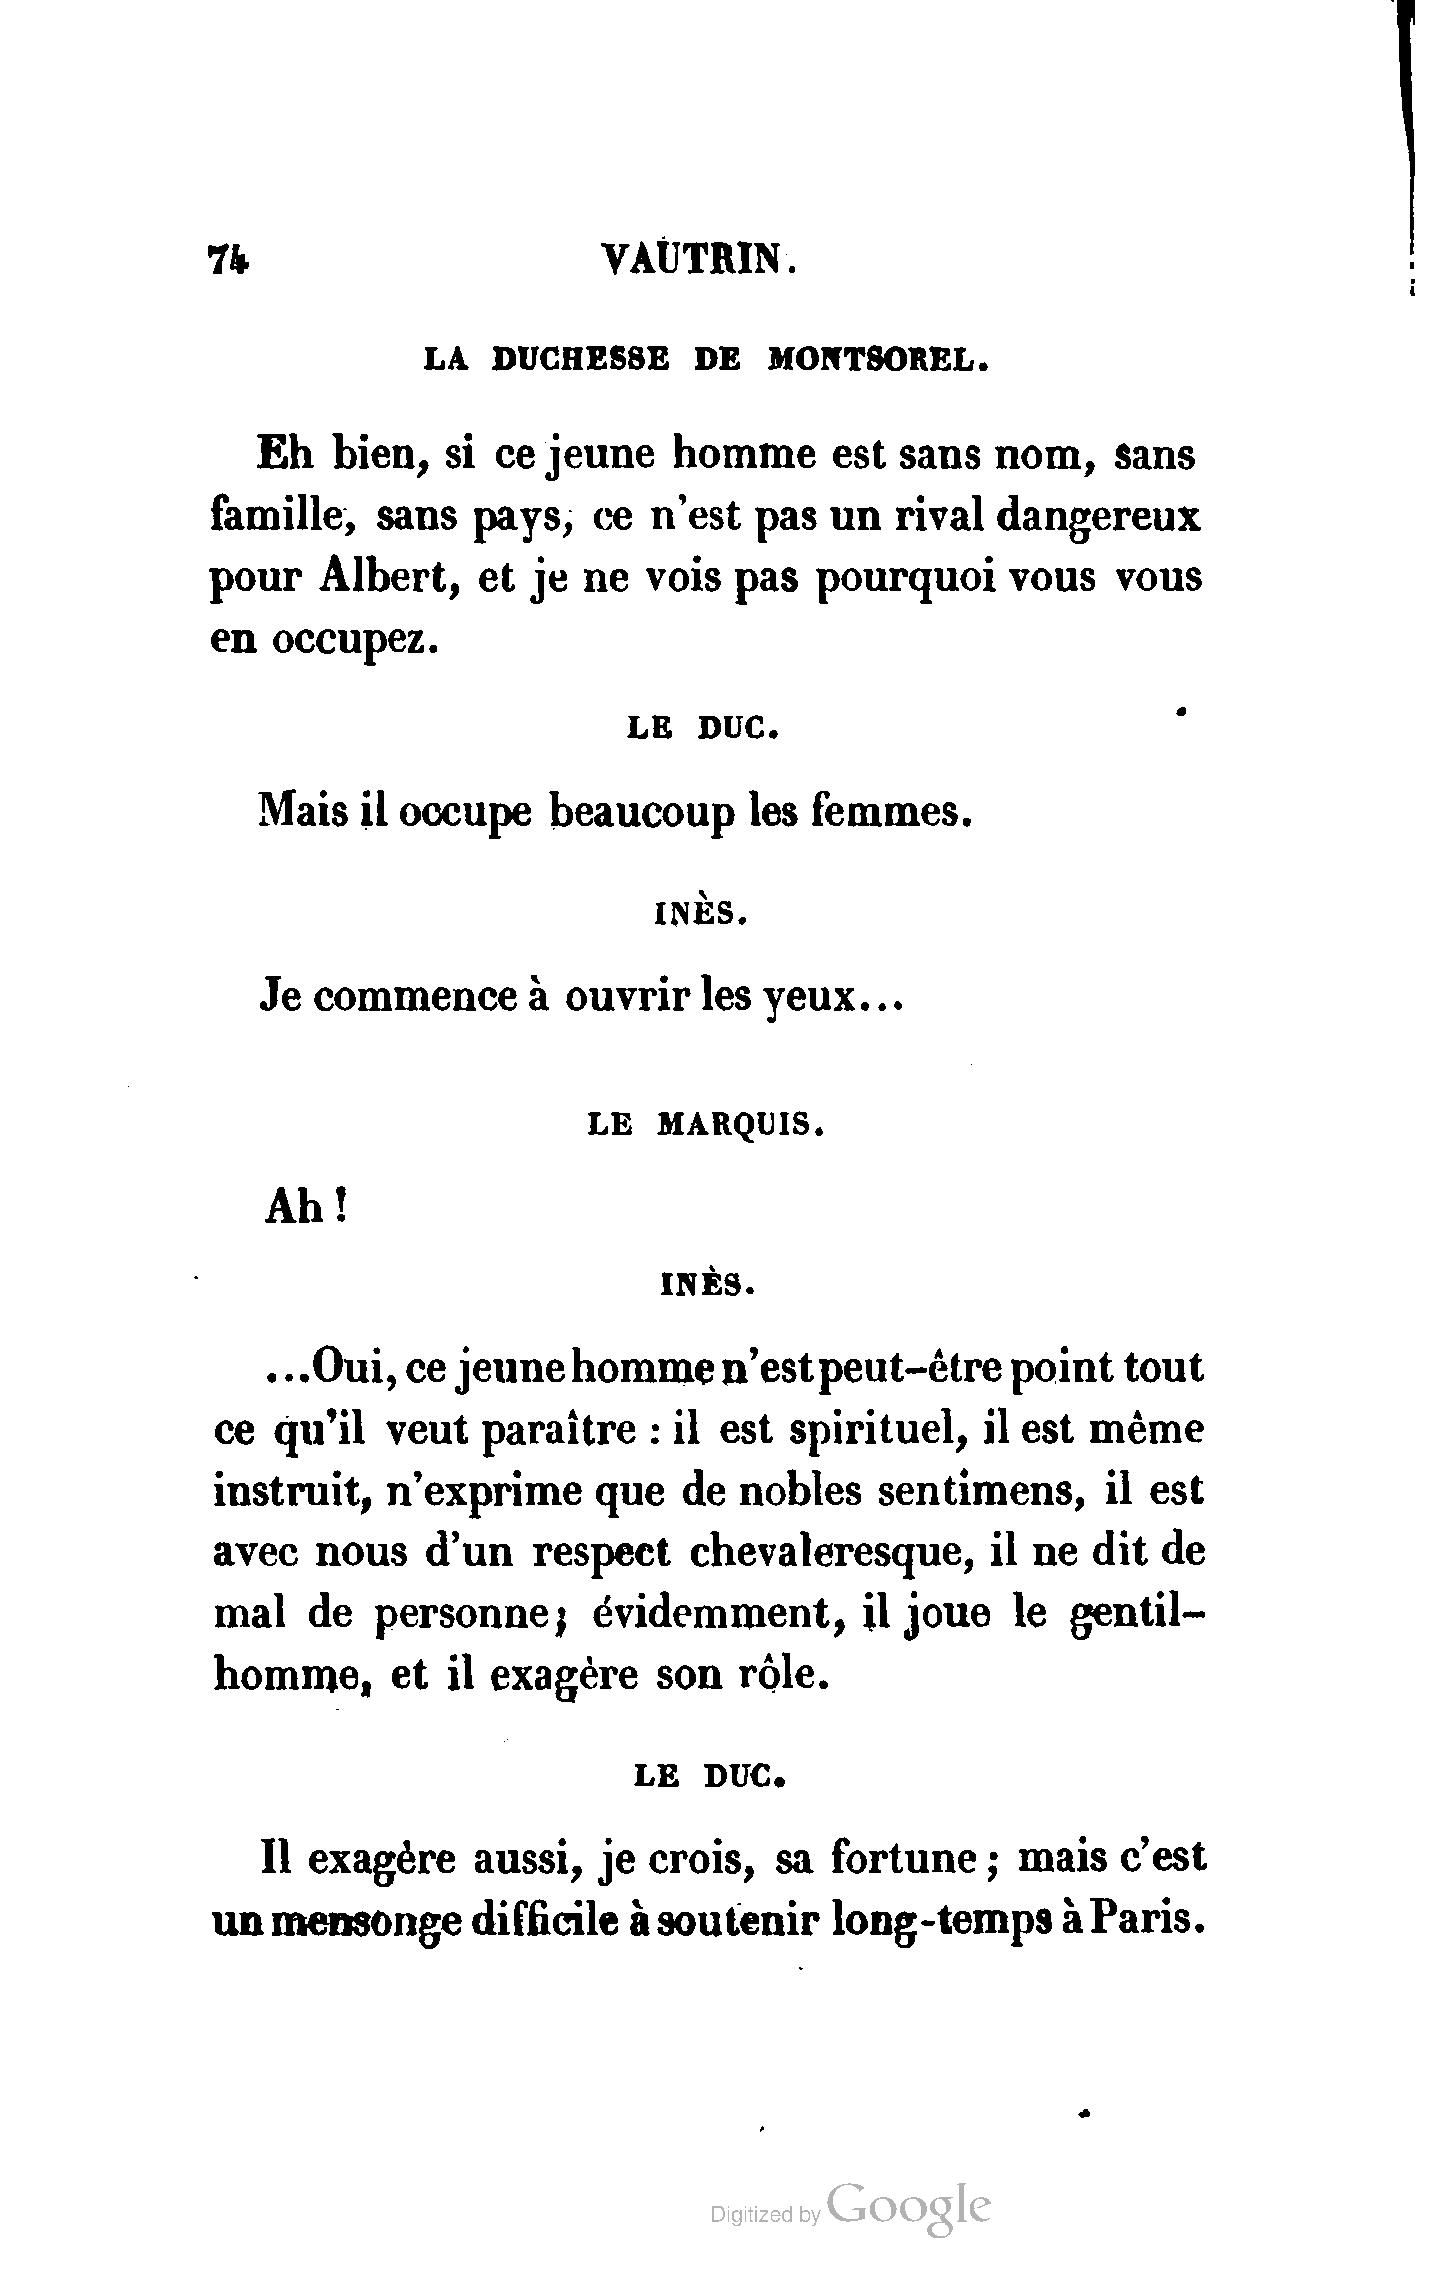 74 VAUTRIN.
LA DUCHESSE DE MONTSOREL.
Eh bien, si ce jeune homme est sans nom, sans
famille, sans pays, ce n'est pas un rival dangereux
pour Albert, et je ne vois pas pourquoi vous vous
en occupez.
LE DUC.
Mais il occupe beaucoup les femmes.
INÈS.
Je commence à ouvrir les yeux...
LE MARQUIS.
Ah !
INÈS.
...Oui, ce jeune homme n'est peut-être point tout
ce qu'il veut paraître : il est spirituel, il est même
instruit, n'exprime que de nobles sentimens, il est
avec nous d'un respect chevaleresque, il ne dit de
mal de personne; évidemment, il joue le gentil-
homme, et il exagère son rôle.
LE DUC.
Il exagère aussi, je crois, sa fortune ; mais c'est
un mensonge difficile à soutenir long-temps à Paris.
Digitized by Google